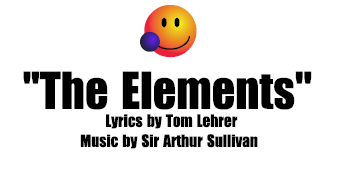 "The Elements"
Lyrics by Tom Lehrer
Music by Sir Arthur Sullivan